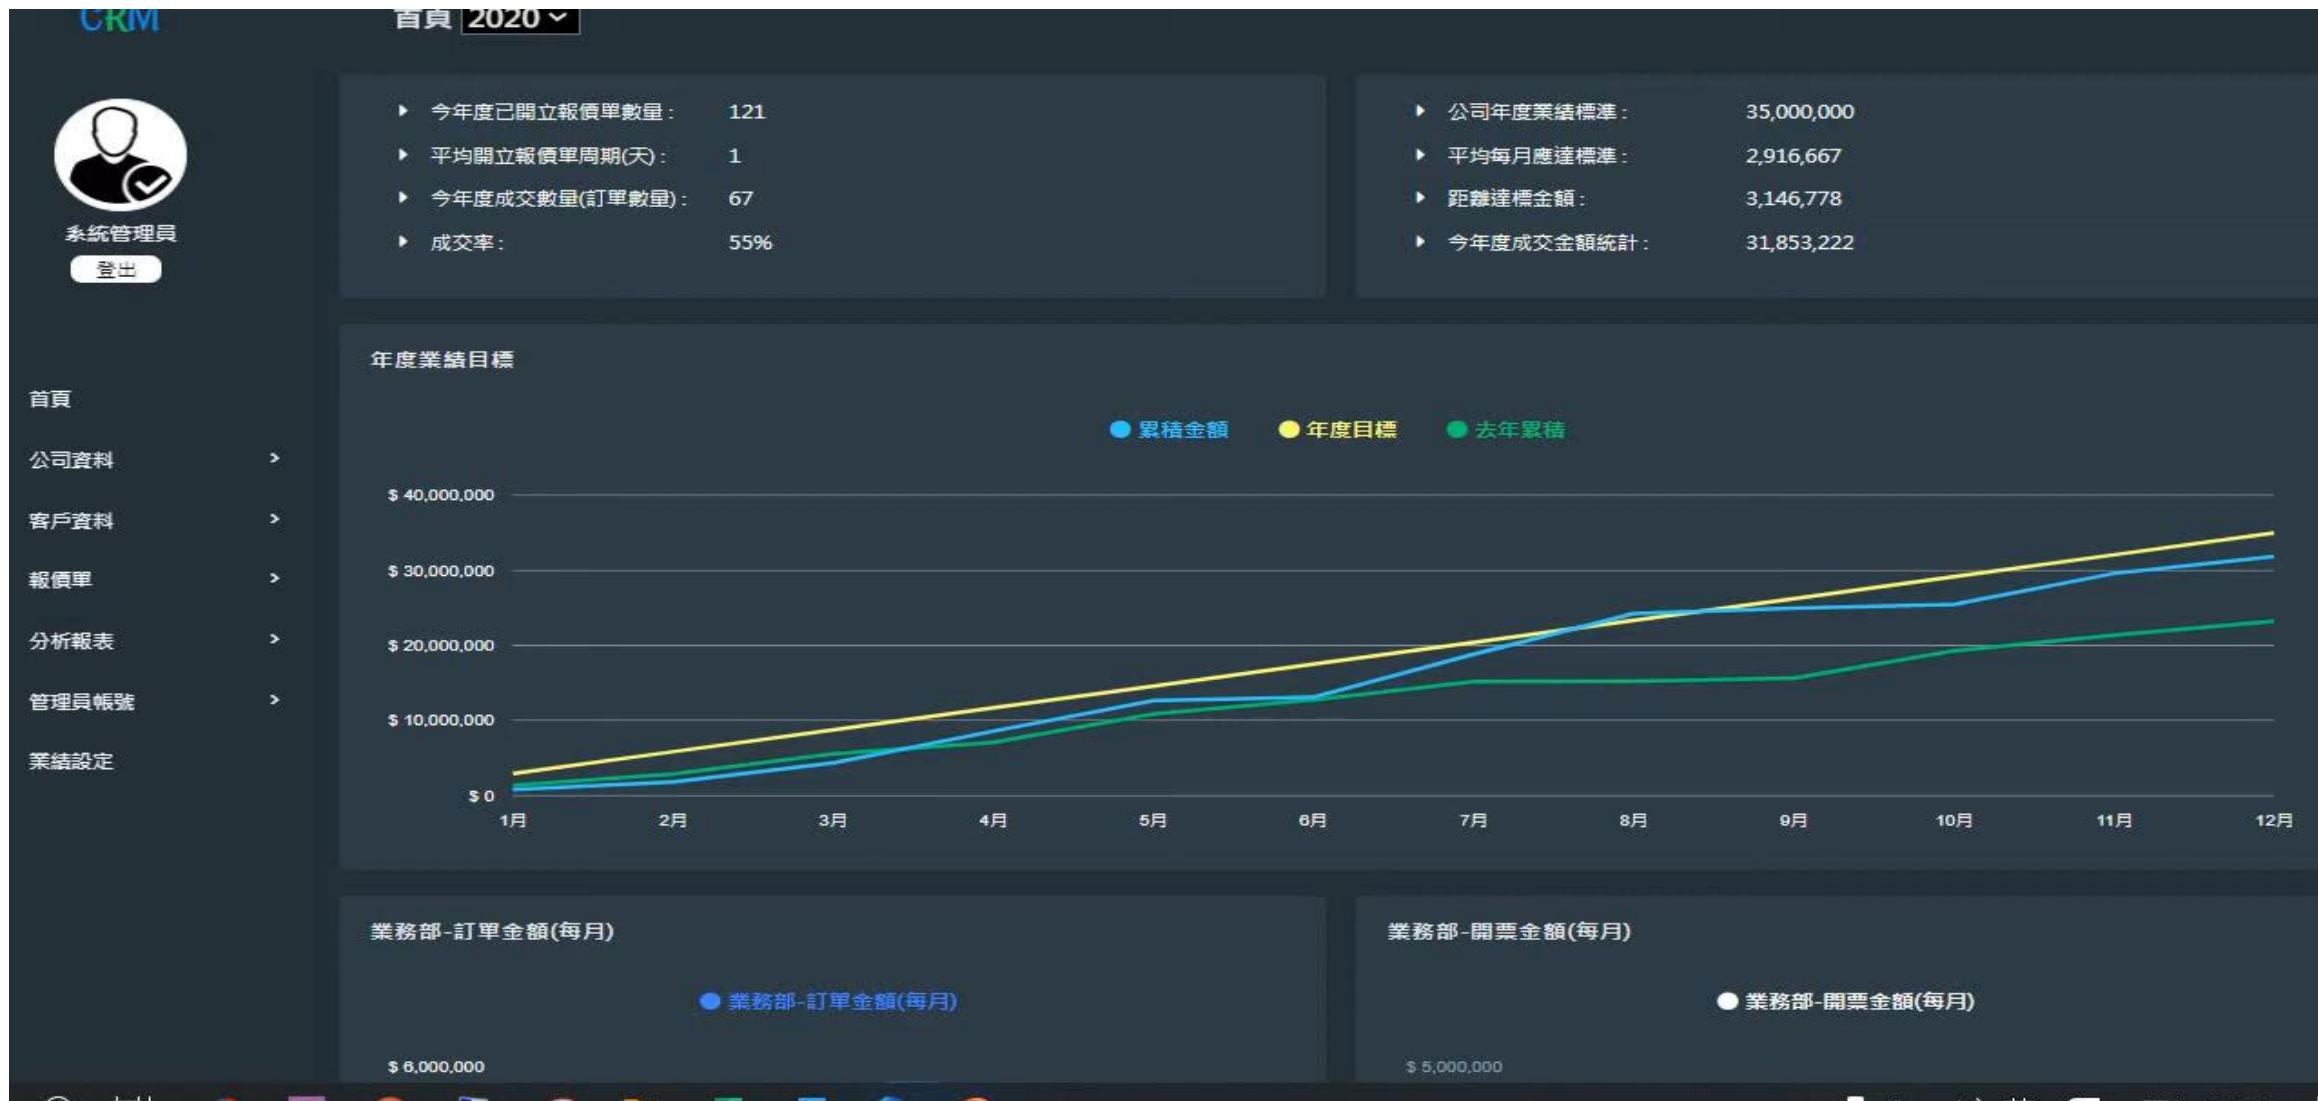 CRM
首頁 2020
系統管理員
登出
首頁
公司資料
客戶資料
報價單
分析報表
管理員帳號
業績設定
今年度已開立報價單數量 : 121
平均開立報價單周期(天) : 1
今年度成交數量(訂單數量) : 67
成交率 : 55%
公司年度業績標準 : 35,000,000
平均每月應達標準 : 2,916,667
距離達標金額 : 3,146,778
今年度成交金額統計 : 31,853,222
年度業績目標
累積金額 年度目標 去年累積
$ 40,000,000
$ 30,000,000
$ 20,000,000
$ 10,000,000
$ 0
1月 2月 3月 4月 5月 6月 7月 8月 9月 10月 11月 12月
業務部-訂單金額(每月)
業務部-訂單金額(每月)
$ 6,000,000
業務部-開票金額(每月)
業務部-開票金額(每月)
$ 5,000,000